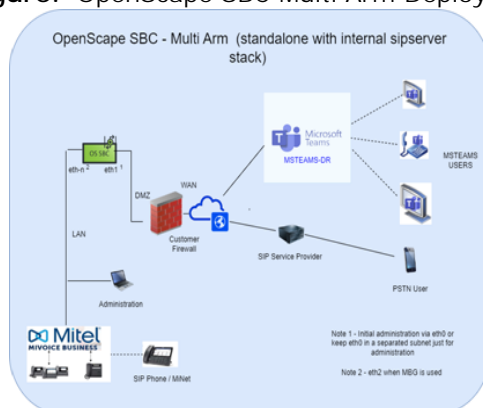 OpenScape SBC Multi Arm Deploy
OpenScape SBC - Multi Arm (standalone with internal sipserver
stack)
Microsoft
Teams
MSTEAMS-DR
MSTEAMS
USERS
OS SBC
eth-n 2
eth1 1
DMZ
WAN
LAN
Customer
Firewall
SIP Service Provider
PSTN User
Administration
Mitel
MIVOICE BUSINESS
SIP Phone / MiNet
Note 1 - Initial administration via eth0 or
keep eth0 in a separated subnet just for
administration
Note 2 - eth2 when MBG is used